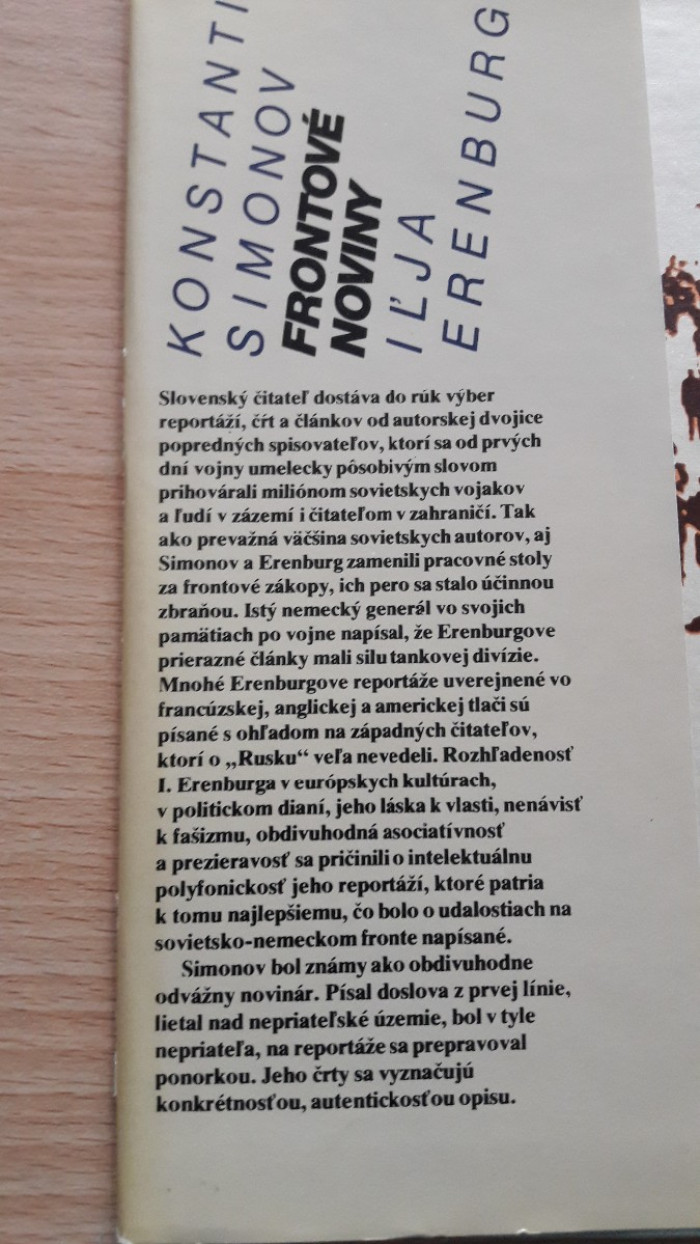 KONSTANTI
SIMONOV
FRONTOVÉ
NOVINY
IĽJA
ERENBURG
Slovenský čitateľ dostáva do rúk výber
reportáží, čŕt a článkov od autorskej dvojice
popredných spisovateľov, ktorí sa od prvých
dní vojny umelecky pôsobivým slovom
prihovárali miliónom sovietskych vojakov
a ľudí v zázemí i čitateľom v zahraničí. Tak
ako prevažná väčšina sovietskych autorov, aj
Simonov a Erenburg zamenili pracovné stoly
za frontové zákopy, ich pero sa stalo účinnou
zbraňou. Istý nemecký generál vo svojich
pamätiach po vojne napísal, že Erenburgove
prierazné články mali silu tankovej divízie.
Mnohé Erenburgove reportáže uverejnené vo
francúzskej, anglickej a americkej tlači sú
písané s ohľadom na západných čitateľov,
ktorí o „Rusku“ veľa nevedeli. Rozhľadenosť
I. Erenburga v európskych kultúrach,
v politickom dianí, jeho láska k vlasti, nenávisť
k fašizmu, obdivuhodná asociatívnosť
a prezieravosť sa pričinili o intelektuálnu
polyfonickosť jeho reportáží, ktoré patria
k tomu najlepšiemu, čo bolo o udalostiach na
sovietsko-nemeckom fronte napísané.
Simonov bol známy ako obdivuhodne
odvážny novinár. Písal doslova z prvej línie,
lietal nad nepriateľské územie, bol v tyle
nepriateľa, na reportáže sa prepravoval
ponorkou. Jeho črty sa vyznačujú
konkrétnosťou, autentickosťou opisu.